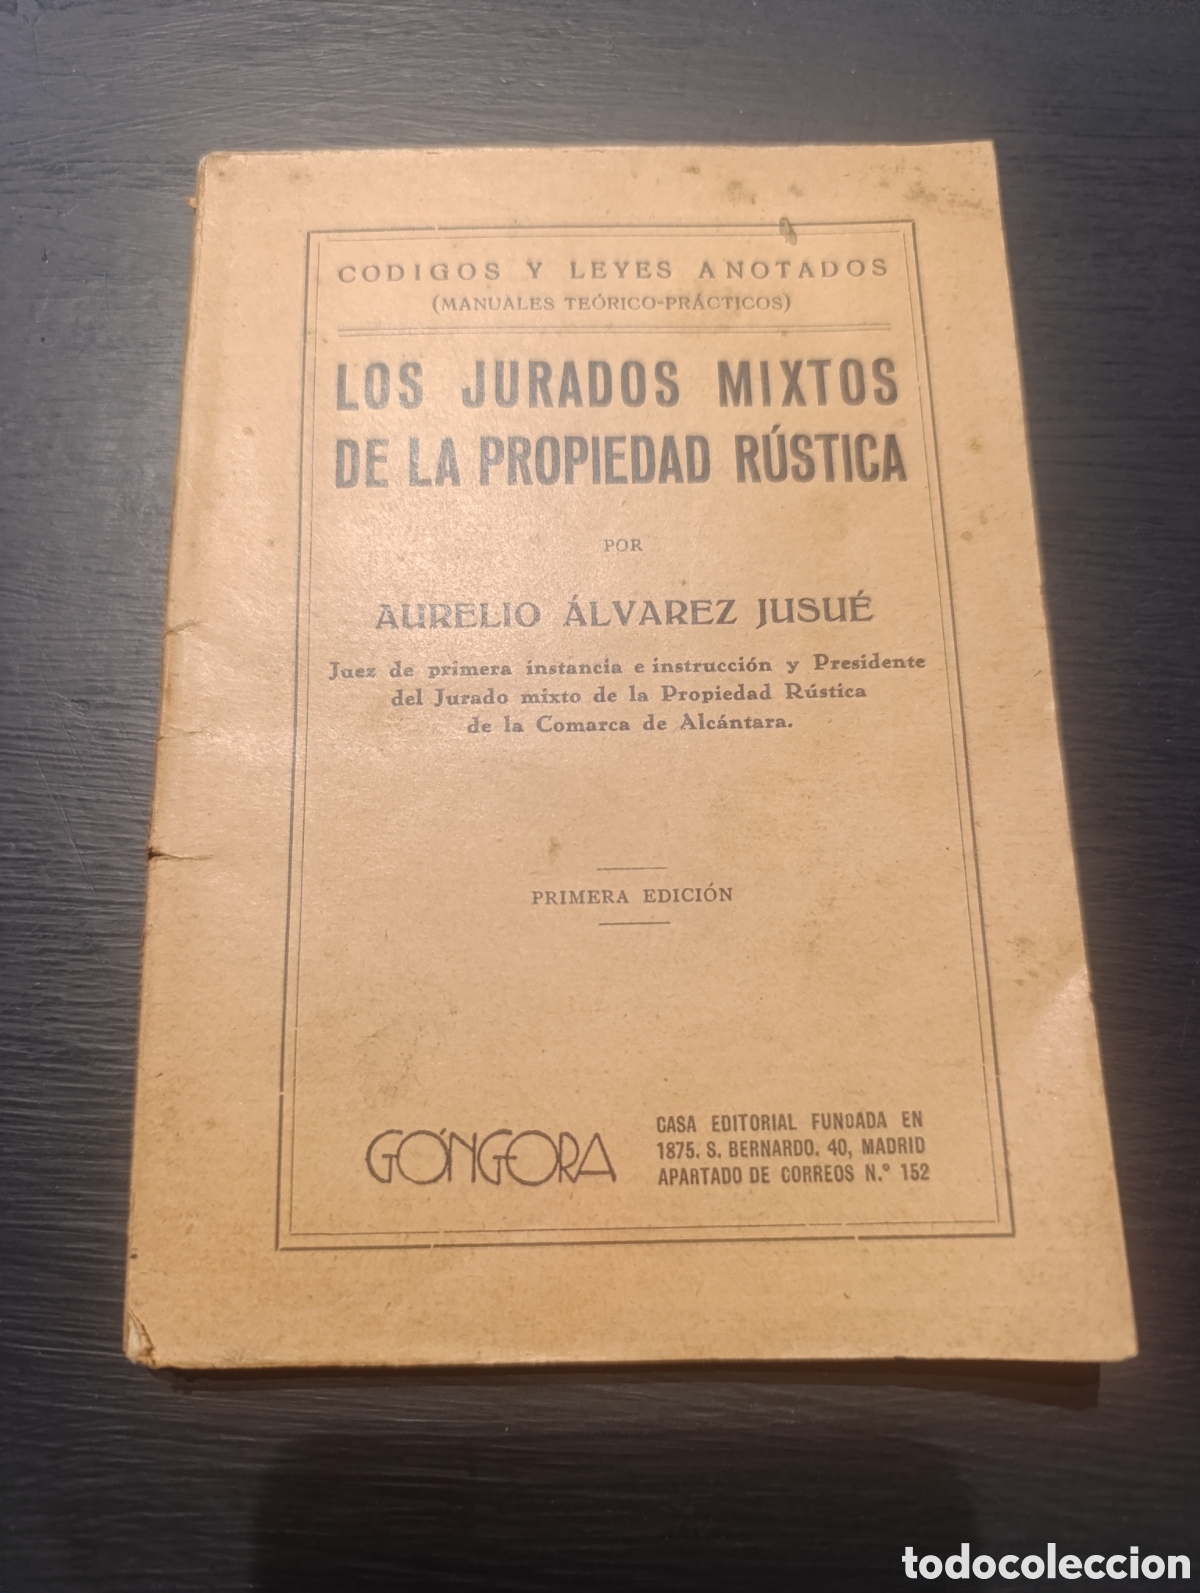 CODIGOS Y LEYES ANOTADOS
(MANUALES TEÓRICO-PRÁCTICOS)
LOS JURADOS MIXTOS
DE LA PROPIEDAD RÚSTICA
POR
AURELIO ÁLVAREZ JUSUÉ
Juez de primera instancia e instrucción y Presidente
del Jurado mixto de la Propiedad Rústica
de la Comarca de Alcántara.
PRIMERA EDICIÓN
GÓNGORA
CASA EDITORIAL FUNDADA EN
1875. S. BERNARDO, 40, MADRID
APARTADO DE CORREOS N.º 152
todocoleccion